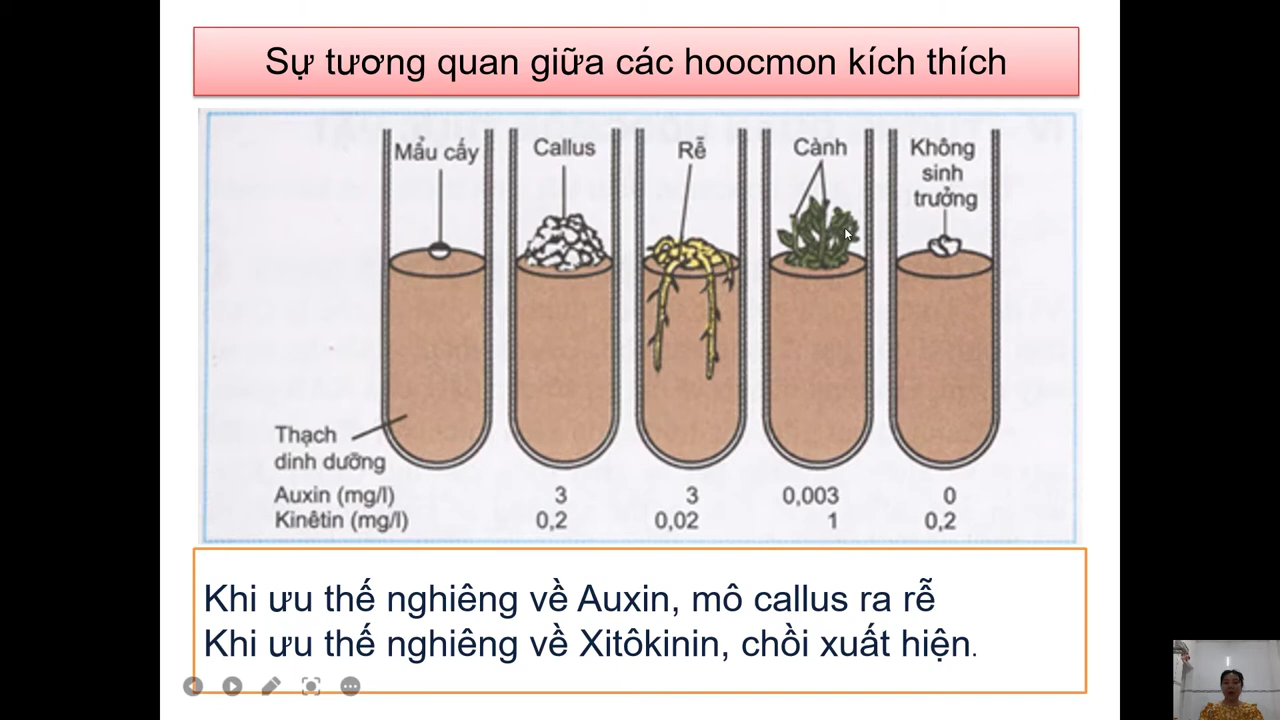 Sự tương quan giữa các hoocmon kích thích
Mẩu cấy
Callus
Rễ
Cành
Không
sinh
trưởng
Thạch
dinh dưỡng
Auxin (mg/l) 3 3 0,003 0
Kinêtin (mg/l) 0,2 0,02 1 0,2
Khi ưu thế nghiêng về Auxin, mô callus ra rễ
Khi ưu thế nghiêng về Xitôkinin, chồi xuất hiện.